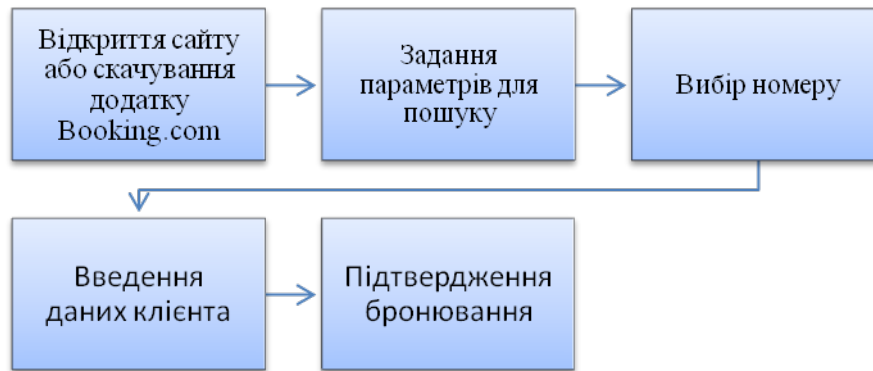 Відкриття сайту
або скачування
додатку
Booking.com
Задання
параметрів для
пошуку
Вибір номеру
Введення
даних клієнта
Підтвердження
бронювання